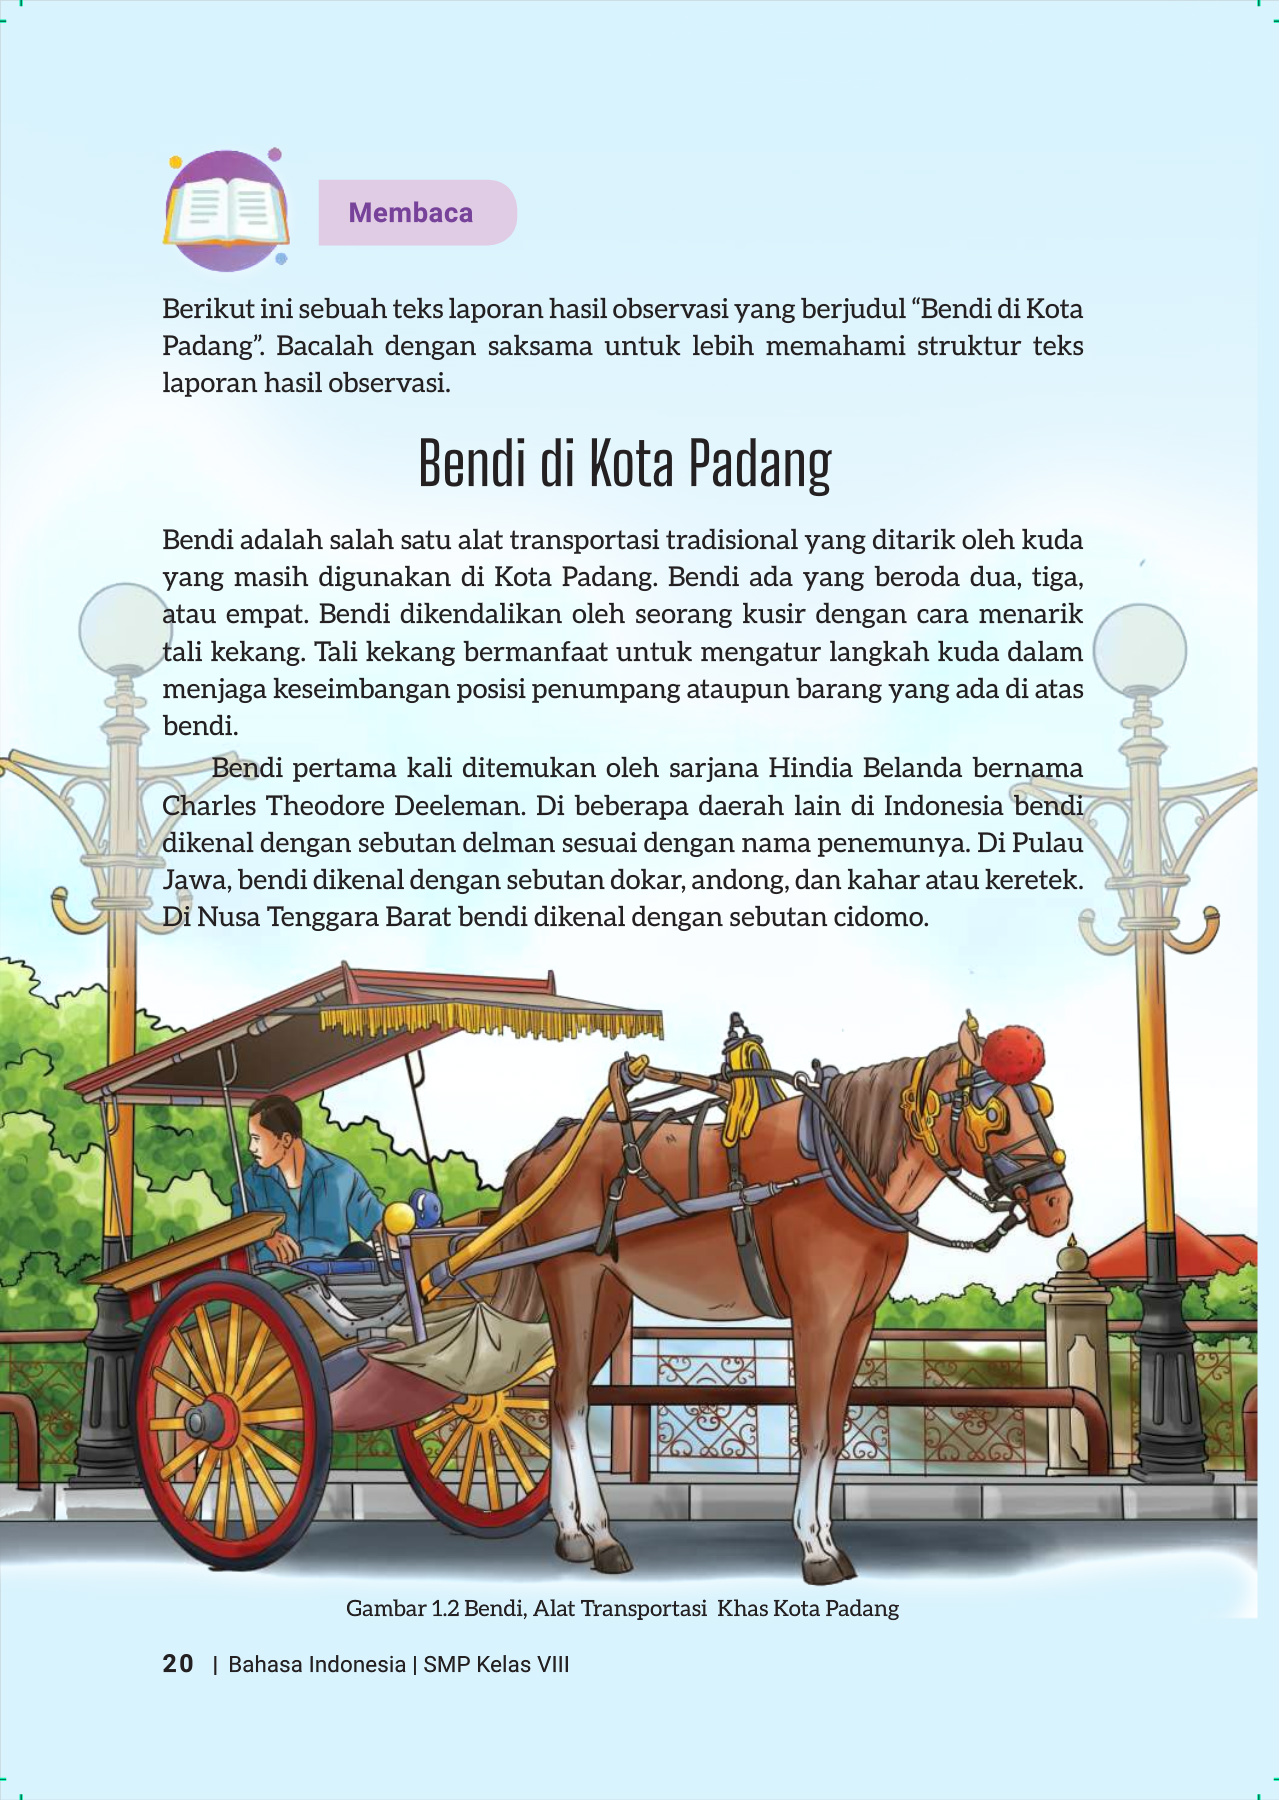 Membaca
Berikut ini sebuah teks laporan hasil observasi yang berjudul “Bendi di Kota
Padang”. Bacalah dengan saksama untuk lebih memahami struktur teks
laporan hasil observasi.
Bendi di Kota Padang
Bendi adalah salah satu alat transportasi tradisional yang ditarik oleh kuda
yang masih digunakan di Kota Padang. Bendi ada yang beroda dua, tiga,
atau empat. Bendi dikendalikan oleh seorang kusir dengan cara menarik
tali kekang. Tali kekang bermanfaat untuk mengatur langkah kuda dalam
menjaga keseimbangan posisi penumpang ataupun barang yang ada di atas
bendi.
Bendi pertama kali ditemukan oleh sarjana Hindia Belanda bernama
Charles Theodore Deeleman. Di beberapa daerah lain di Indonesia bendi
dikenal dengan sebutan delman sesuai dengan nama penemunya. Di Pulau
Jawa, bendi dikenal dengan sebutan dokar, andong, dan kahar atau keretek.
Di Nusa Tenggara Barat bendi dikenal dengan sebutan cidomo.
Gambar 1.2 Bendi, Alat Transportasi Khas Kota Padang
20 | Bahasa Indonesia | SMP Kelas VIII